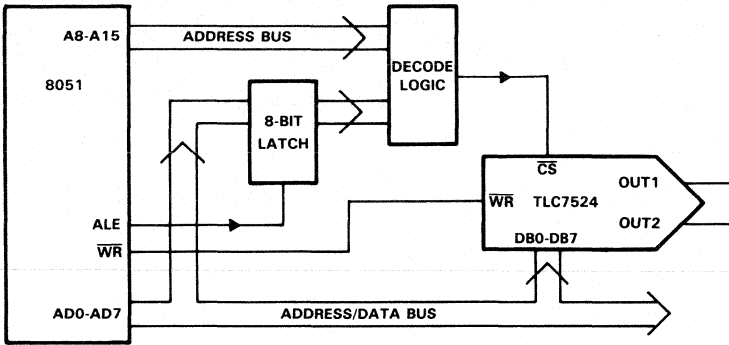 A8-A15
ADDRESS BUS
8051
DECODE
LOGIC
8-BIT
LATCH
CS
OUT1
WR
TLC7524
ALE
OUT2
WR
DB0-DB7
AD0-AD7
ADDRESS/DATA BUS